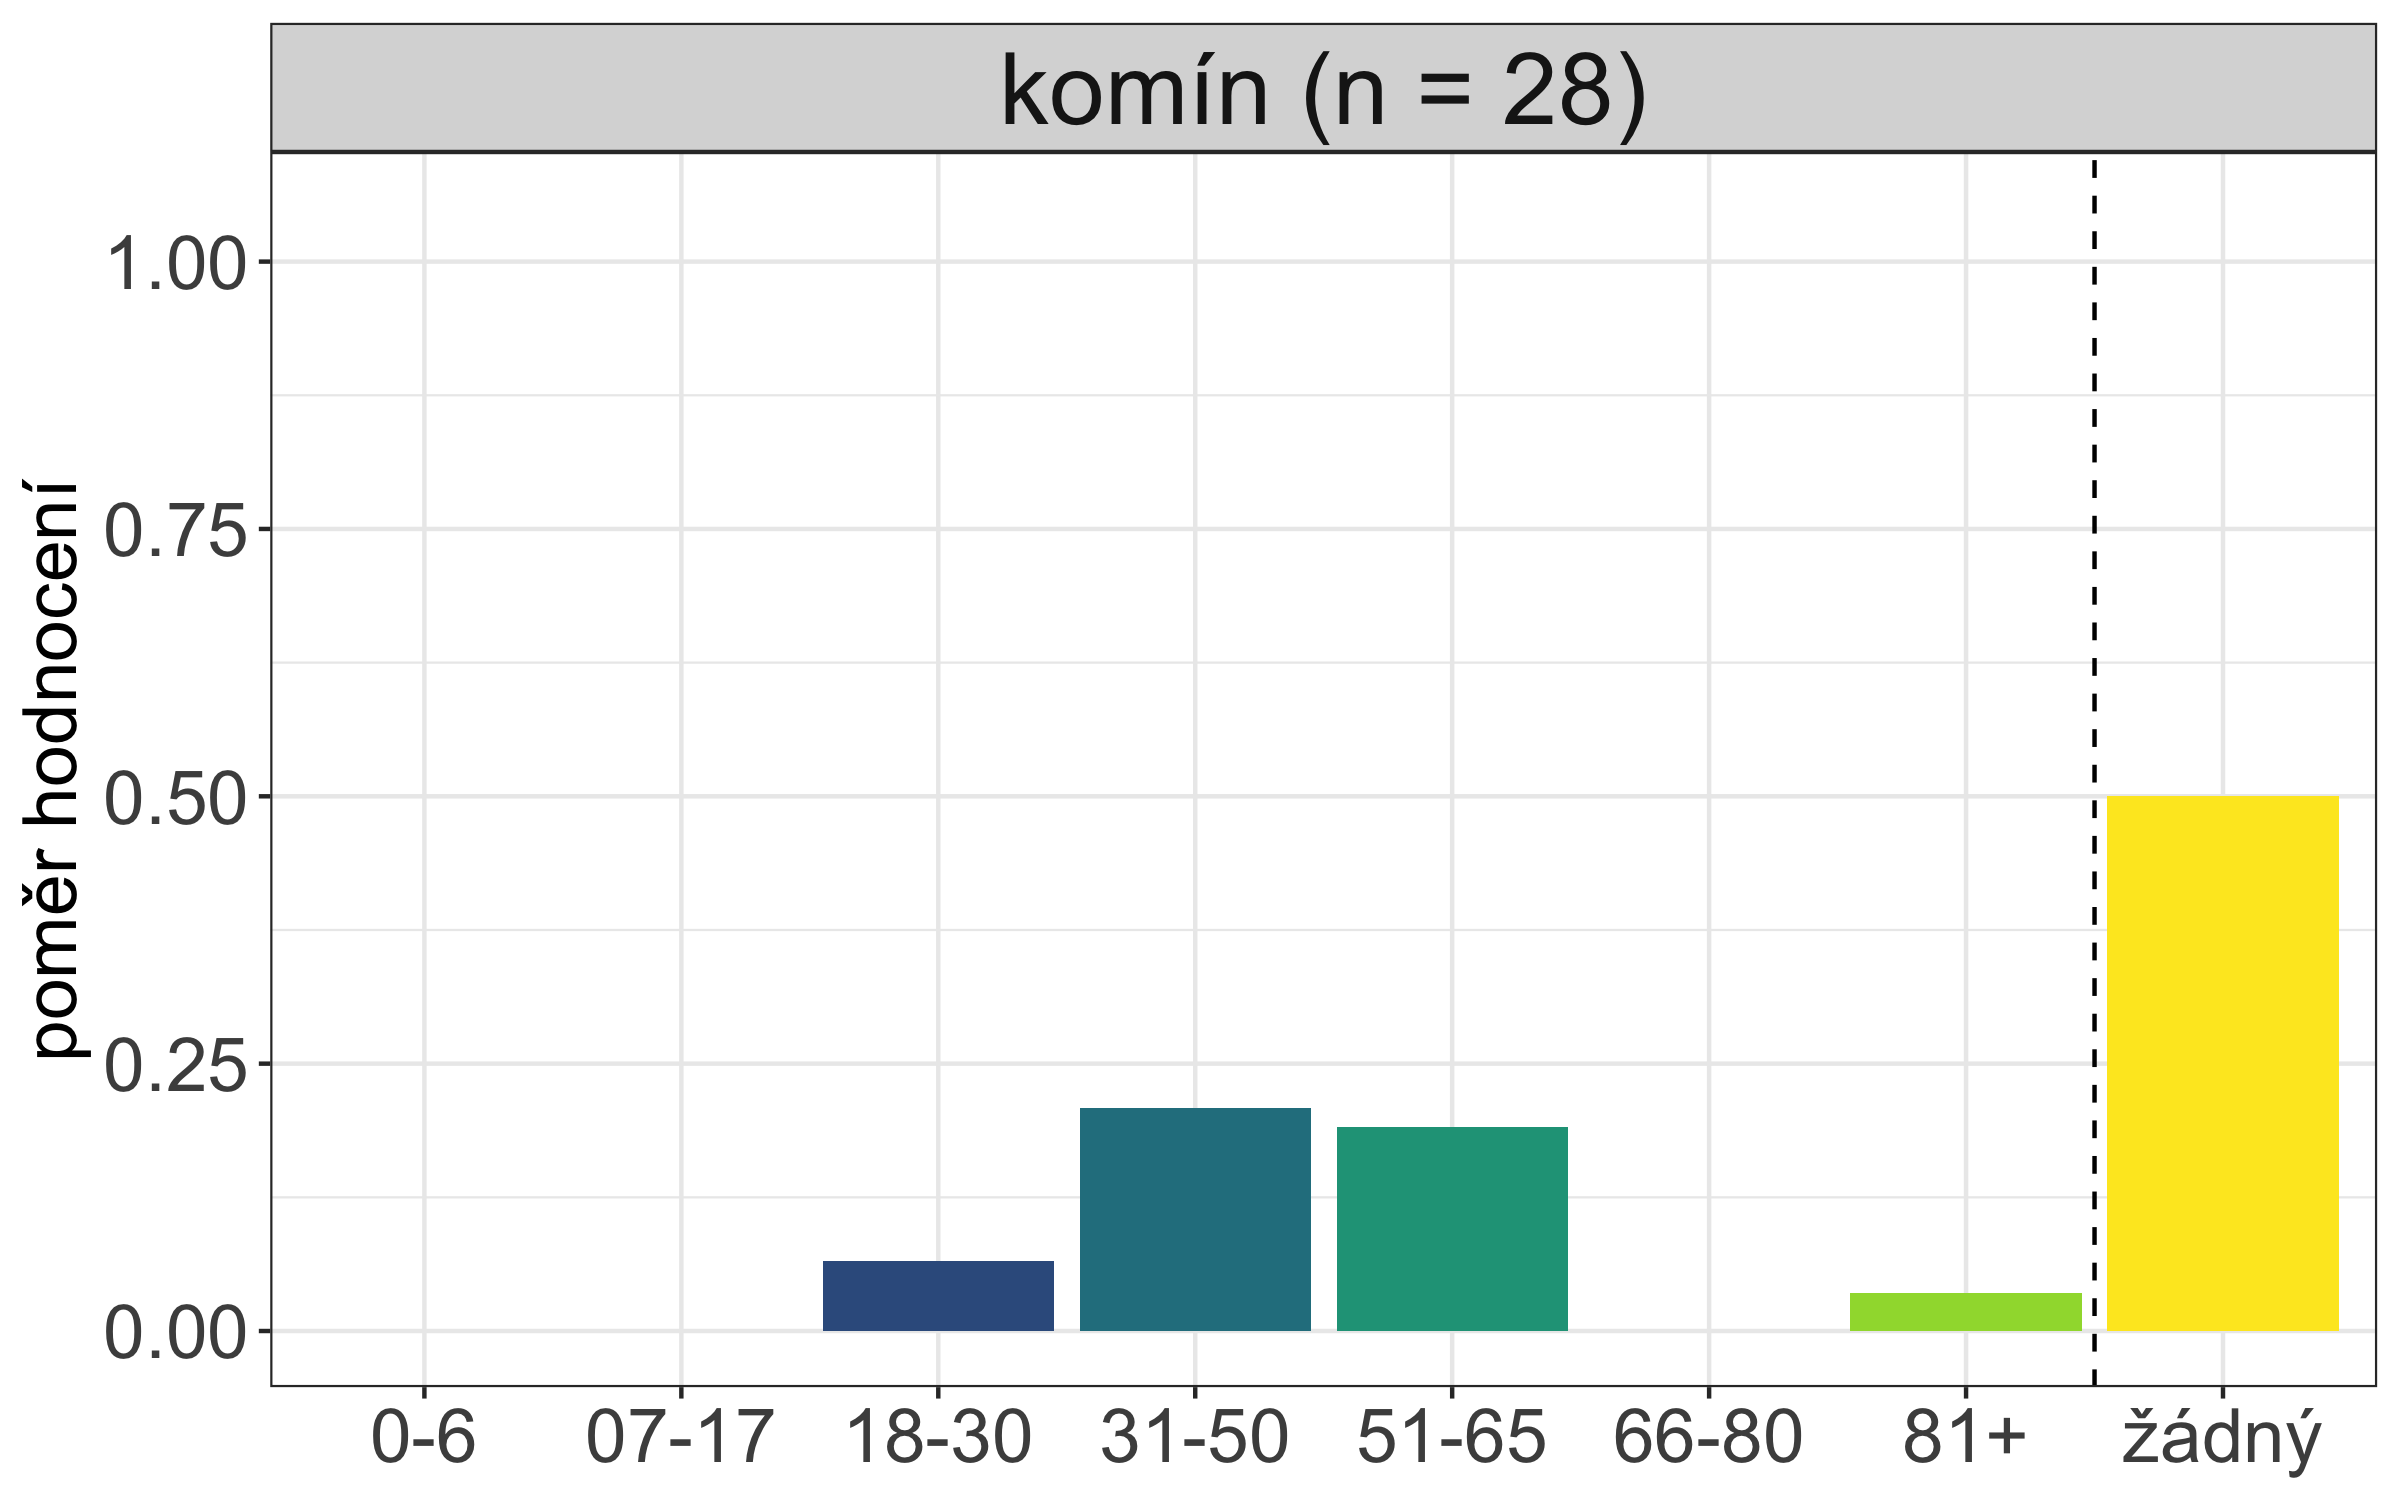 komín (n = 28)
poměr hodnocení
1.00
0.75
0.50
0.25
0.00
0-6 07-17 18-30 31-50 51-65 66-80 81+ žádný